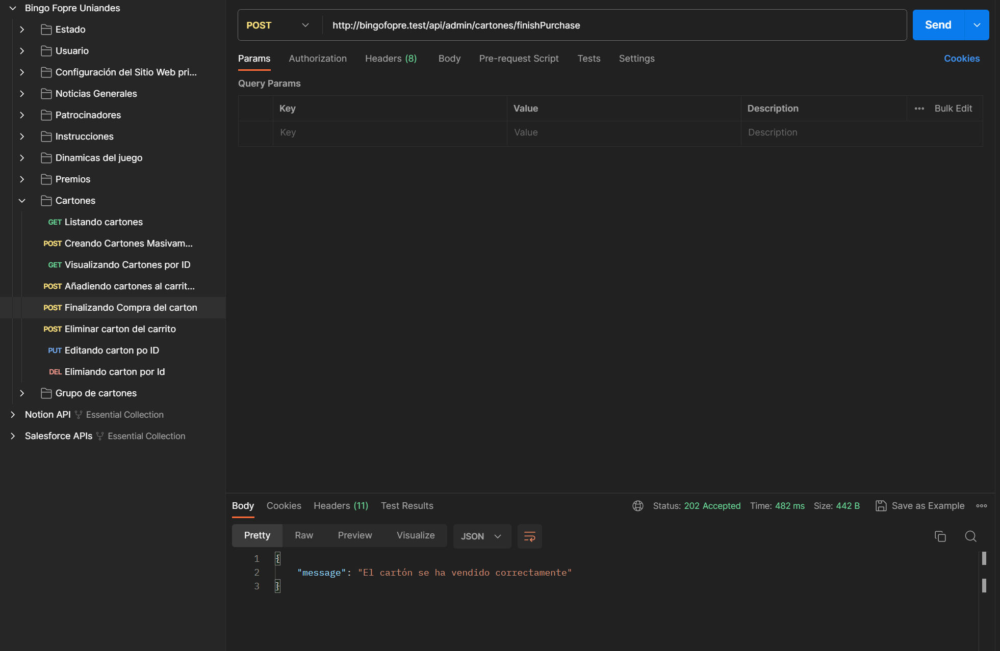 Bingo Fopre Uniandes
Estado
Usuario
Configuración del Sitio Web pri...
Noticias Generales
Patrocinadores
Instrucciones
Dinamicas del juego
Premios
Cartones
GET Listando cartones
POST Creando Cartones Masivam...
GET Visualizando Cartones por ID
POST Añadiendo cartones al carrit...
POST Finalizando Compra del carton
POST Eliminar carton del carrito
PUT Editando carton po ID
DEL Elimiando carton por Id
Grupo de cartones
Notion API Essential Collection
Salesforce APIs Essential Collection
POST http://bingofopre.test/api/admin/cartones/finishPurchase Send
Params Authorization Headers (8) Body Pre-request Script Tests Settings Cookies
Query Params
Key Value Description Bulk Edit
Key Value Description
Body Cookies Headers (11) Test Results Status: 202 Accepted Time: 482 ms Size: 442 B Save as Example
Pretty Raw Preview Visualize JSON
1 {
2 "message": "El cartón se ha vendido correctamente"
3 }